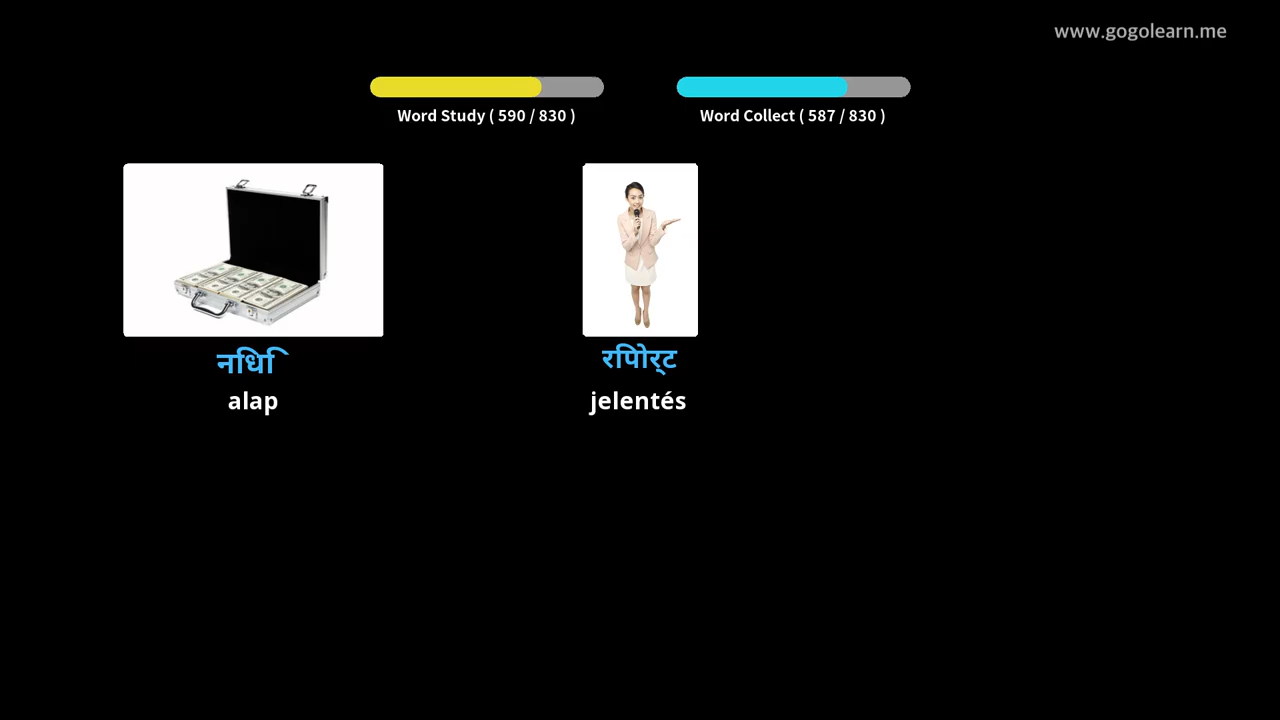 www.gogolearn.me
Word Study ( 590 / 830 )
Word Collect ( 587 / 830 )
निधि
alap
रिपोर्ट
jelentés